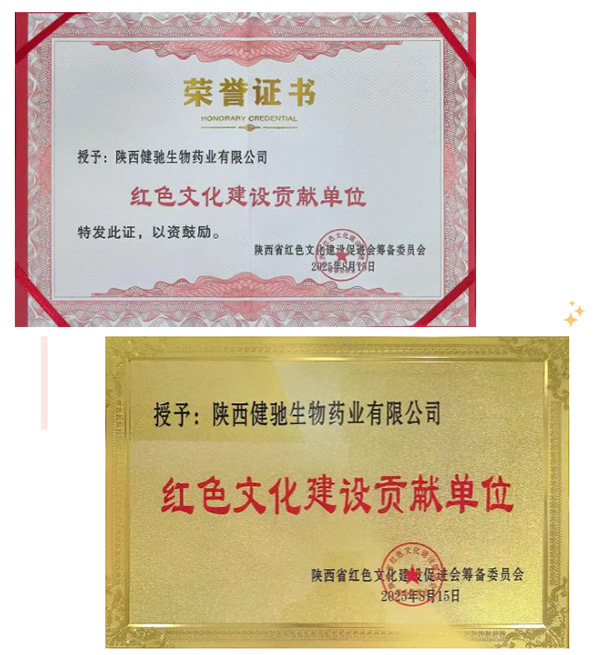 荣誉证书
HONORARY CREDENTIAL
授予：陕西健驰生物药业有限公司
红色文化建设贡献单位
特发此证，以资鼓励。
陕西省红色文化建设促进会筹备委员会
2025年8月15日
授予：陕西健驰生物药业有限公司
红色文化建设贡献单位
陕西省红色文化建设促进会筹备委员会
2025年8月15日